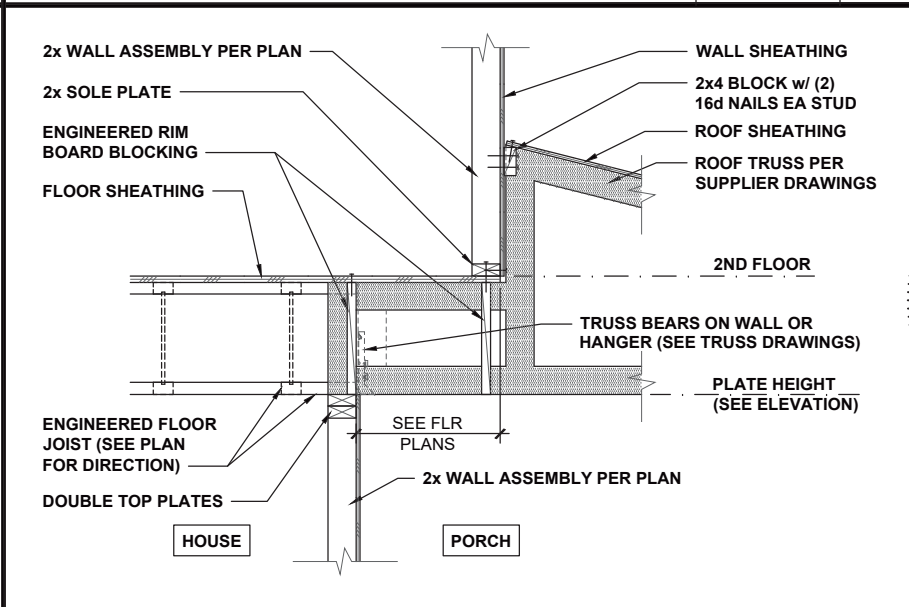 2x WALL ASSEMBLY PER PLAN
2x SOLE PLATE
ENGINEERED RIM
BOARD BLOCKING
FLOOR SHEATHING
WALL SHEATHING
2x4 BLOCK w/ (2)
16d NAILS EA STUD
ROOF SHEATHING
ROOF TRUSS PER
SUPPLIER DRAWINGS
2ND FLOOR
TRUSS BEARS ON WALL OR
HANGER (SEE TRUSS DRAWINGS)
PLATE HEIGHT
(SEE ELEVATION)
ENGINEERED FLOOR
JOIST (SEE PLAN
FOR DIRECTION)
DOUBLE TOP PLATES
SEE FLR
PLANS
2x WALL ASSEMBLY PER PLAN
HOUSE
PORCH